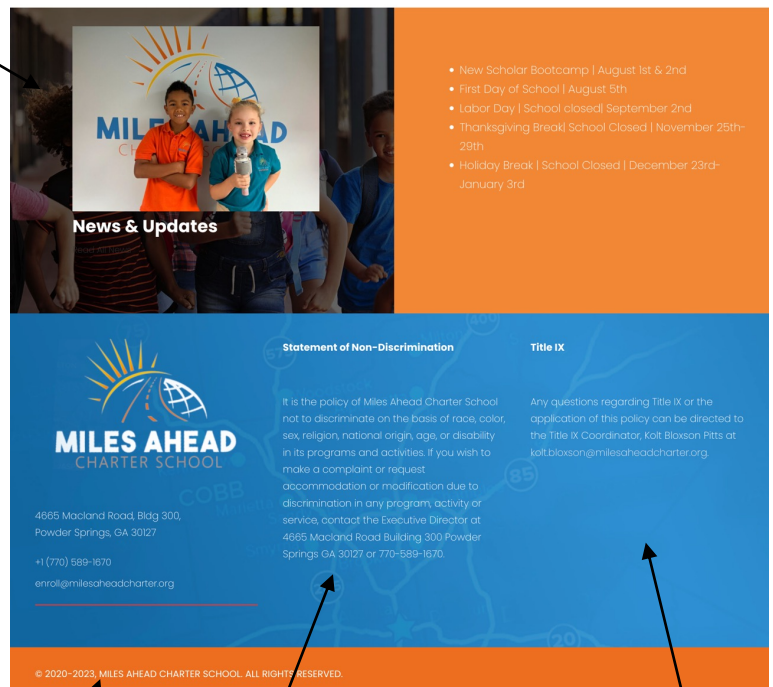 MILES AHEAD
News & Updates
Read All News
• New Scholar Bootcamp | August 1st & 2nd
• First Day of School | August 5th
• Labor Day | School closed| September 2nd
• Thanksgiving Break| School Closed | November 25th-
29th
• Holiday Break | School Closed | December 23rd-
January 3rd
MILES AHEAD
CHARTER SCHOOL
4665 Macland Road, Bldg 300,
Powder Springs, GA 30127
+1 (770) 589-1670
enroll@milesaheadcharter.org
Statement of Non-Discrimination
It is the policy of Miles Ahead Charter School
not to discriminate on the basis of race, color,
sex, religion, national origin, age, or disability
in its programs and activities. If you wish to
make a complaint or request
accommodation or modification due to
discrimination in any program, activity or
service, contact the Executive Director at
4665 Macland Road Building 300 Powder
Springs GA 30127 or 770-589-1670.
Title IX
Any questions regarding Title IX or the
application of this policy can be directed to
the Title IX Coordinator, Kolt Bloxson Pitts at
kolt.bloxson@milesaheadcharter.org.
COBB
85
20
© 2020-2023, MILES AHEAD CHARTER SCHOOL. ALL RIGHTS RESERVED.